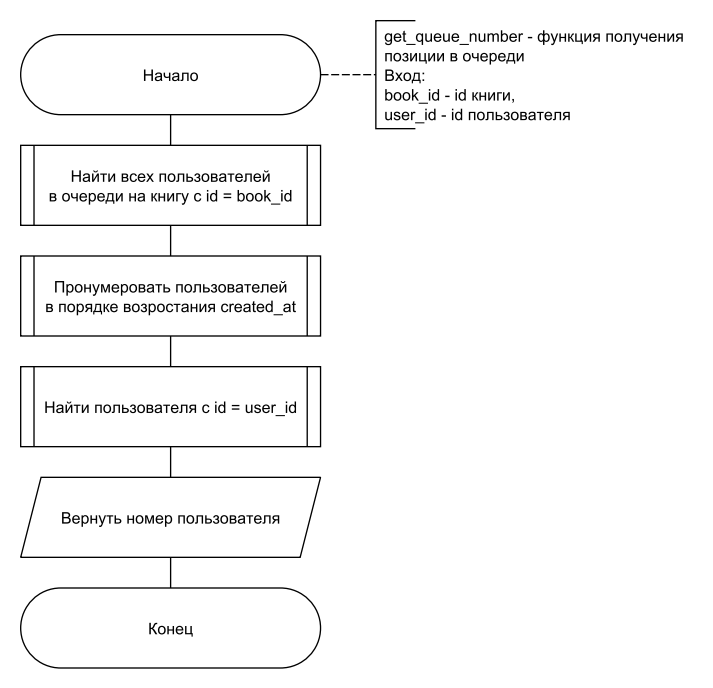 Начало
get_queue_number - функция получения
позиции в очереди
Вход:
book_id - id книги,
user_id - id пользователя
Найти всех пользователей
в очереди на книгу с id = book_id
Пронумеровать пользователей
в порядке возростания created_at
Найти пользователя с id = user_id
Вернуть номер пользователя
Конец